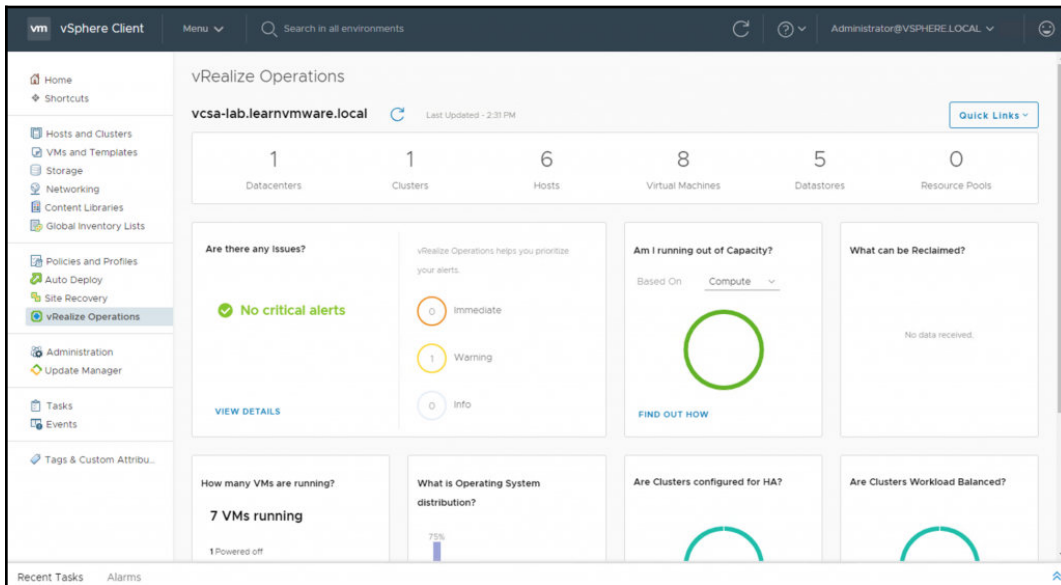 vm vSphere Client Menu Search in all environments Administrator@VSPHERE.LOCAL
Home
Shortcuts
Hosts and Clusters
VMs and Templates
Storage
Networking
Content Libraries
Global Inventory Lists
Policies and Profiles
Auto Deploy
Site Recovery
vRealize Operations
Administration
Update Manager
Tasks
Events
Tags & Custom Attribu...
vRealize Operations
vcsa-lab.learnvmware.local Last Updated - 2:31 PM Quick Links
1 1 6 8 5 0
Datacenters Clusters Hosts Virtual Machines Datastores Resource Pools
Are there any Issues?
No critical alerts
VIEW DETAILS
vRealize Operations helps you prioritize
your alerts.
0 Immediate
1 Warning
0 Info
Am I running out of Capacity?
Based On Compute
FIND OUT HOW
What can be Reclaimed?
No data received.
How many VMs are running?
7 VMs running
1 Powered off
What is Operating System
distribution?
75%
Are Clusters configured for HA?
Are Clusters Workload Balanced?
Recent Tasks Alarms